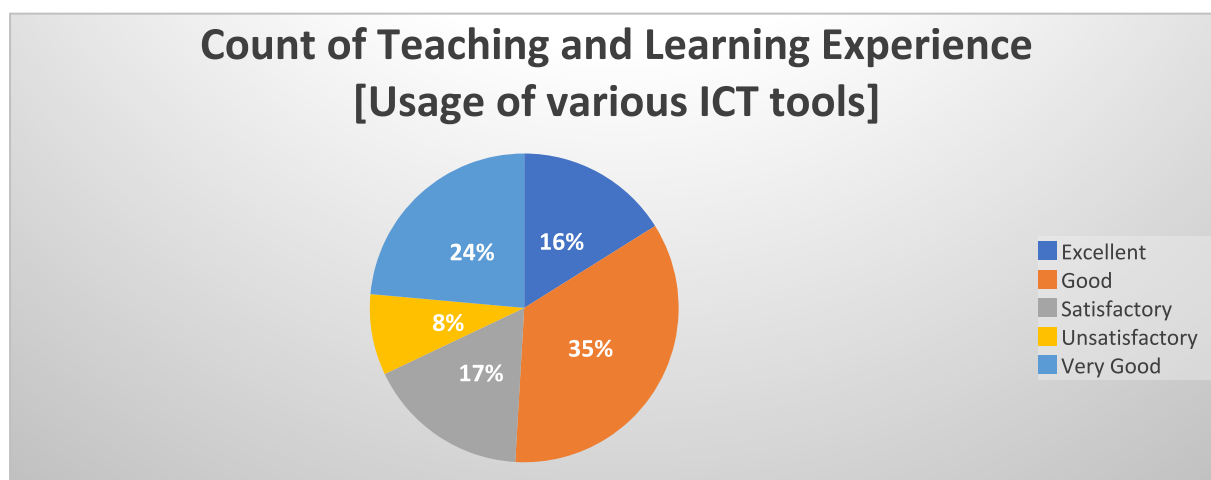 Count of Teaching and Learning Experience
[Usage of various ICT tools]
16%
24%
8%
35%
17%
Excellent
Good
Satisfactory
Unsatisfactory
Very Good